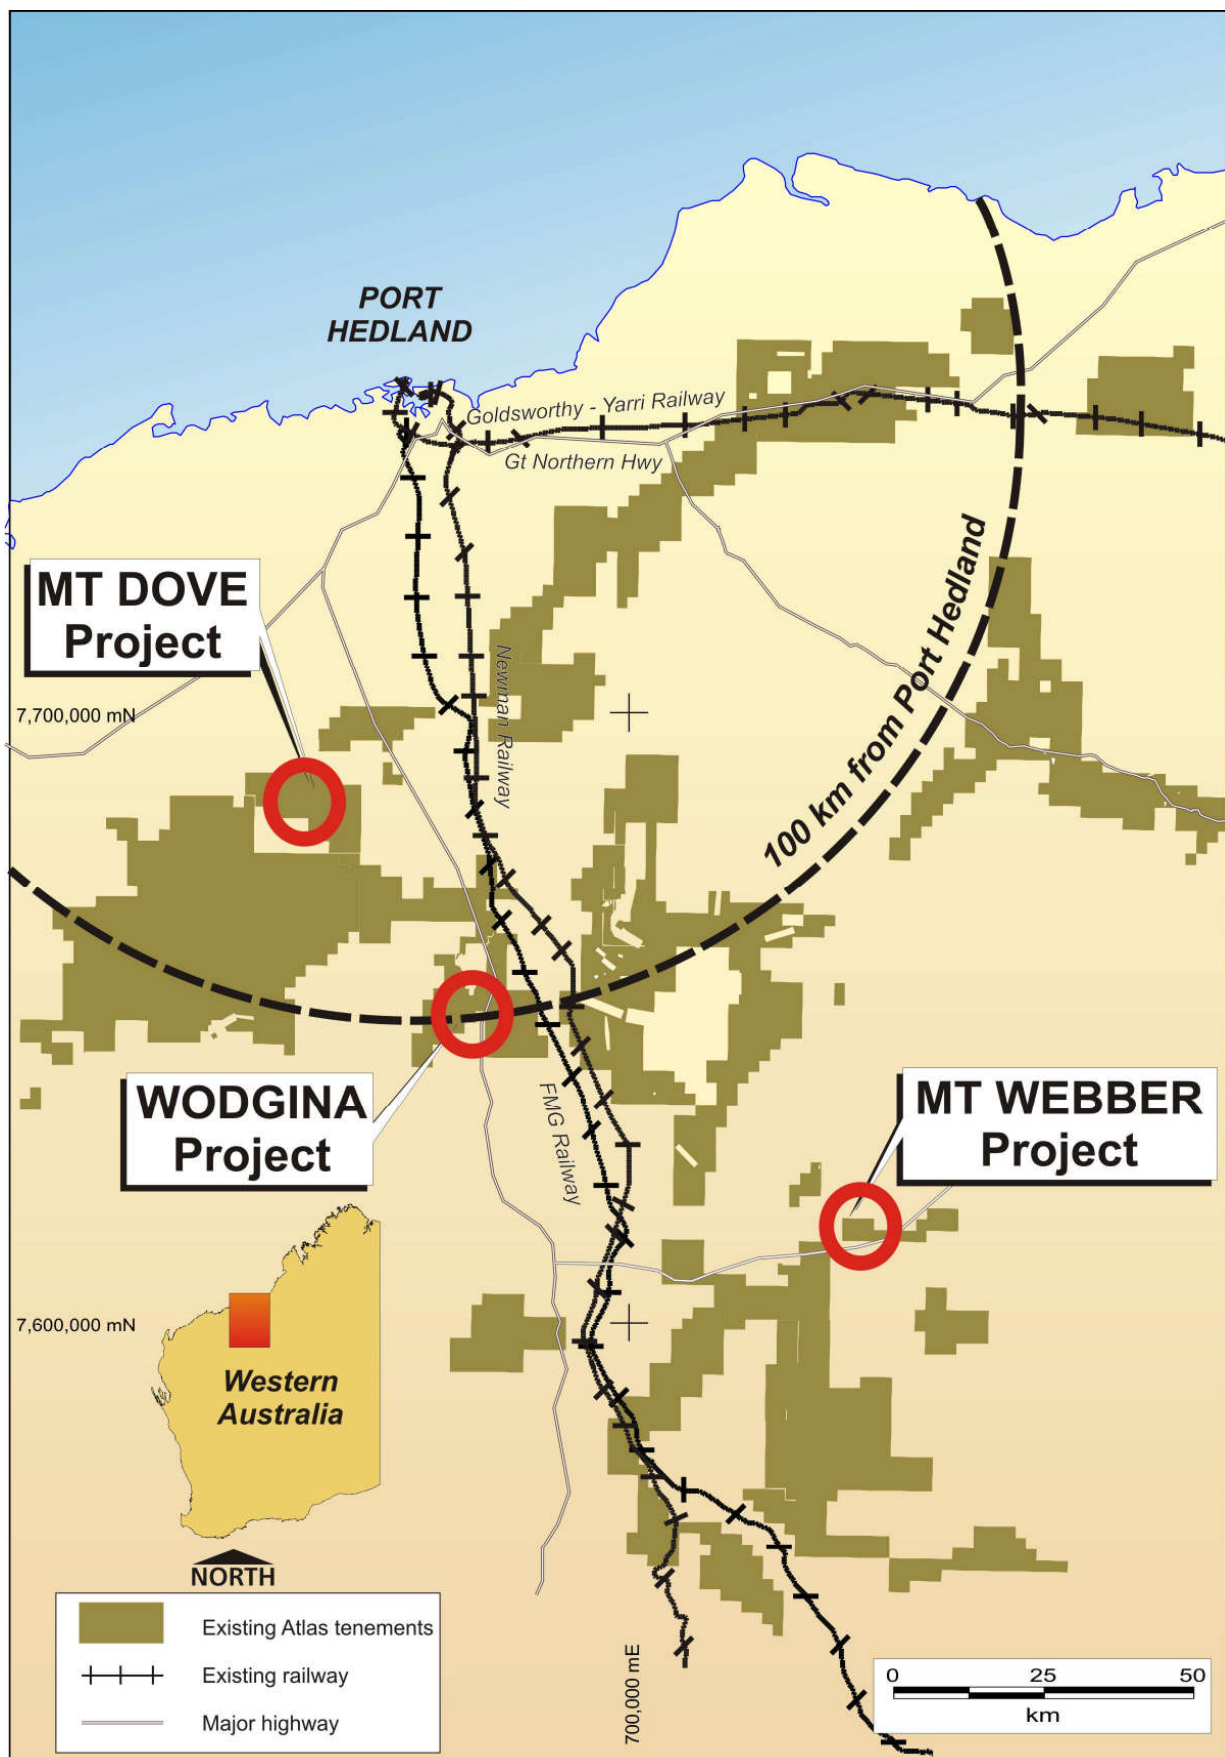 PORT
HEDLAND
Goldsworthy - Yarri Railway
Gt Northern Hwy
MT DOVE
Project
Newman Railway
100 km from Port Hedland
7,700,000 mN
WODGINA
Project
FMG Railway
MT WEBBER
Project
7,600,000 mN
Western
Australia
NORTH
Existing Atlas tenements
Existing railway
Major highway
700,000 mE
0 25 50
km